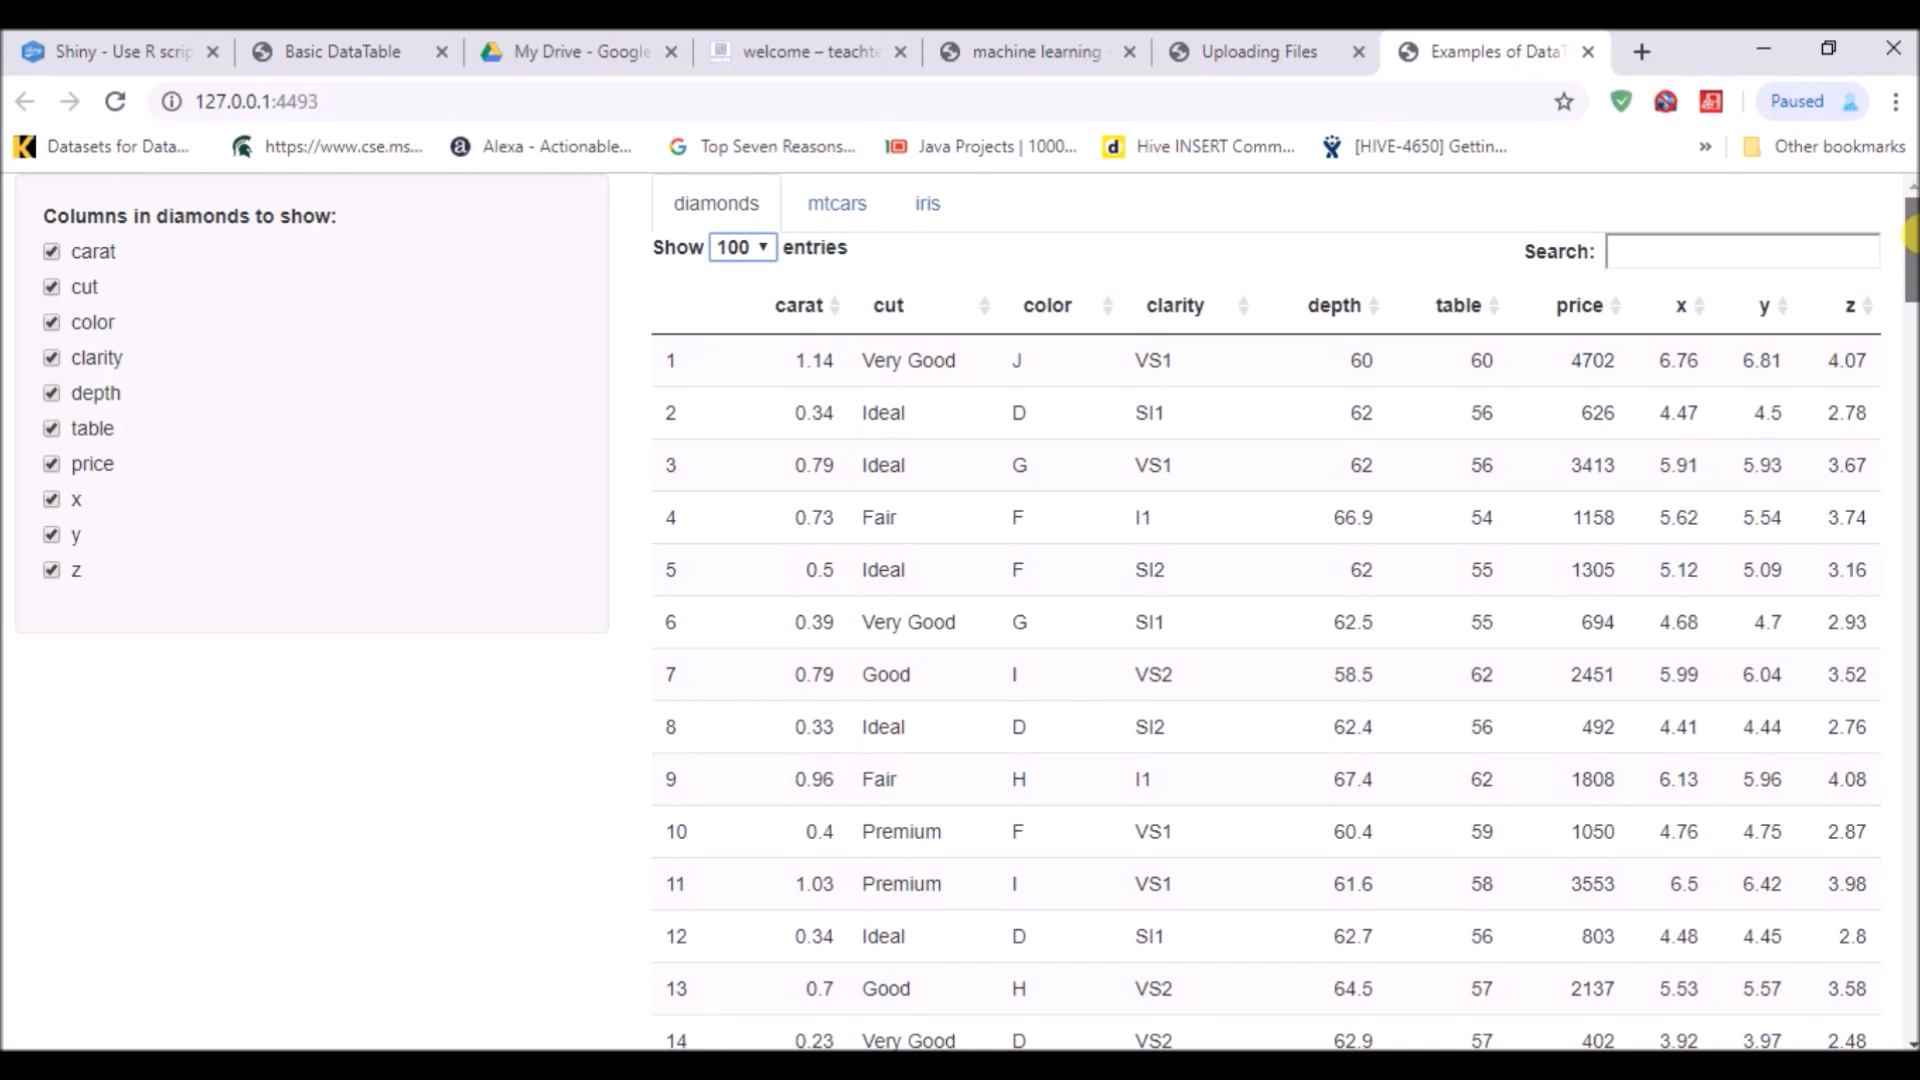 Shiny - Use R scrip
Basic DataTable
My Drive - Google
welcome – teachte
machine learning -
Uploading Files
Examples of DataT
127.0.0.1:4493
Paused
Datasets for Data...
https://www.cse.ms...
Alexa - Actionable...
Top Seven Reasons...
Java Projects | 1000...
Hive INSERT Comm...
[HIVE-4650] Gettin...
»
Other bookmarks
Columns in diamonds to show:
carat
cut
color
clarity
depth
table
price
x
y
z
diamonds mtcars iris
Show 100 entries
Search:
carat cut color clarity depth table price x y z
1 1.14 Very Good J VS1 60 60 4702 6.76 6.81 4.07
2 0.34 Ideal D SI1 62 56 626 4.47 4.5 2.78
3 0.79 Ideal G VS1 62 56 3413 5.91 5.93 3.67
4 0.73 Fair F I1 66.9 54 1158 5.62 5.54 3.74
5 0.5 Ideal F SI2 62 55 1305 5.12 5.09 3.16
6 0.39 Very Good G SI1 62.5 55 694 4.68 4.7 2.93
7 0.79 Good I VS2 58.5 62 2451 5.99 6.04 3.52
8 0.33 Ideal D SI2 62.4 56 492 4.41 4.44 2.76
9 0.96 Fair H I1 67.4 62 1808 6.13 5.96 4.08
10 0.4 Premium F VS1 60.4 59 1050 4.76 4.75 2.87
11 1.03 Premium I VS1 61.6 58 3553 6.5 6.42 3.98
12 0.34 Ideal D SI1 62.7 56 803 4.48 4.45 2.8
13 0.7 Good H VS2 64.5 57 2137 5.53 5.57 3.58
14 0.23 Very Good D VS2 62.9 57 402 3.92 3.97 2.48